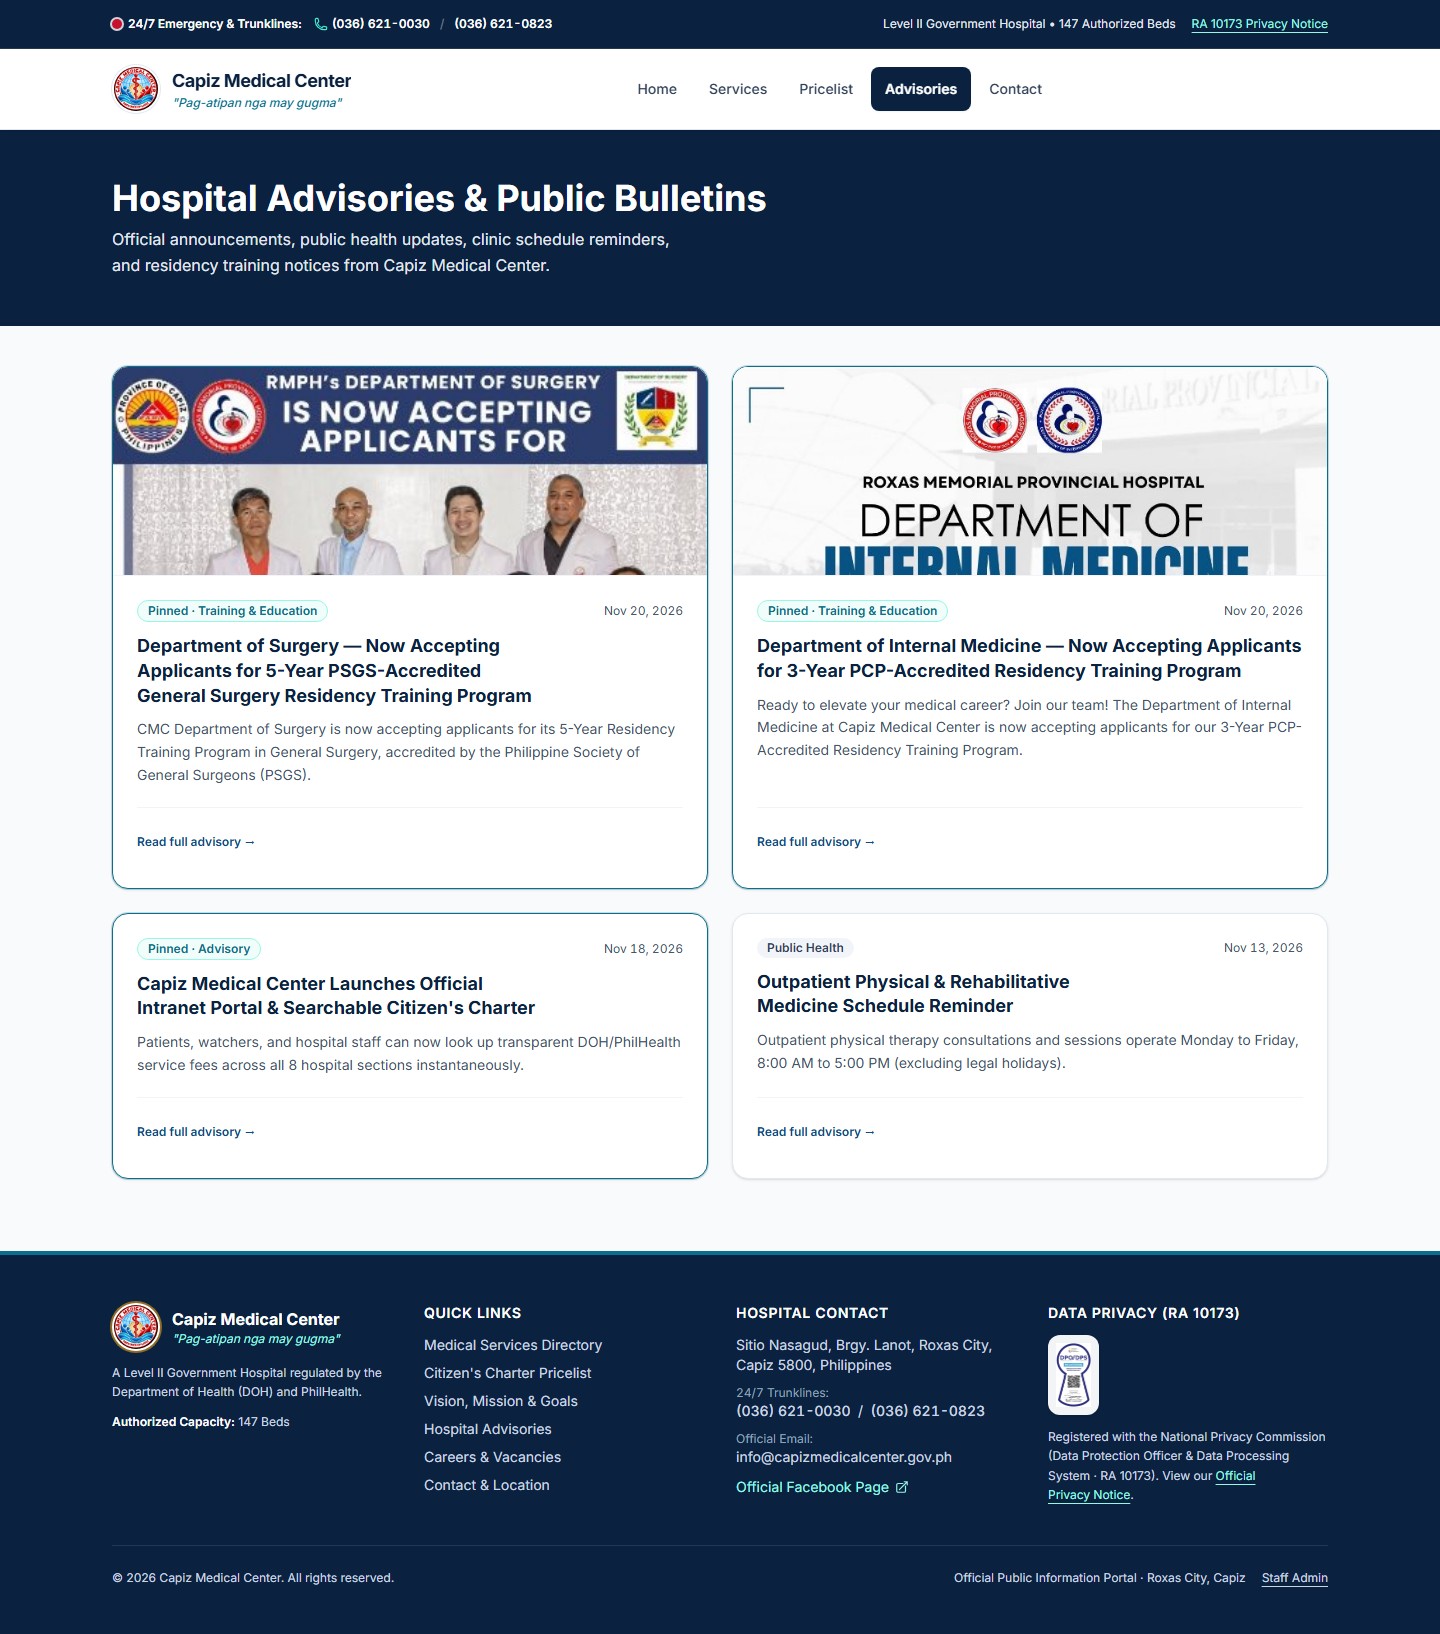 24/7 Emergency & Trunklines: (036) 621-0030 / (036) 621-0823
Level II Government Hospital • 147 Authorized Beds RA 10173 Privacy Notice
Capiz Medical Center
"Pag-atipan nga may gugma"
Home Services Pricelist Advisories Contact
Hospital Advisories & Public Bulletins
Official announcements, public health updates, clinic schedule reminders,
and residency training notices from Capiz Medical Center.
RMPH's DEPARTMENT OF SURGERY
IS NOW ACCEPTING
APPLICANTS FOR
PROVINCE OF CAPIZ
PHILIPPINES
Pinned · Training & Education Nov 20, 2026
Department of Surgery — Now Accepting
Applicants for 5-Year PSGS-Accredited
General Surgery Residency Training Program
CMC Department of Surgery is now accepting applicants for its 5-Year Residency
Training Program in General Surgery, accredited by the Philippine Society of
General Surgeons (PSGS).
Read full advisory →
ROXAS MEMORIAL PROVINCIAL HOSPITAL
DEPARTMENT OF
INTERNAL MEDICINE
Pinned · Training & Education Nov 20, 2026
Department of Internal Medicine — Now Accepting Applicants
for 3-Year PCP-Accredited Residency Training Program
Ready to elevate your medical career? Join our team! The Department of Internal
Medicine at Capiz Medical Center is now accepting applicants for our 3-Year PCP-
Accredited Residency Training Program.
Read full advisory →
Pinned · Advisory Nov 18, 2026
Capiz Medical Center Launches Official
Intranet Portal & Searchable Citizen's Charter
Patients, watchers, and hospital staff can now look up transparent DOH/PhilHealth
service fees across all 8 hospital sections instantaneously.
Read full advisory →
Public Health Nov 13, 2026
Outpatient Physical & Rehabilitative
Medicine Schedule Reminder
Outpatient physical therapy consultations and sessions operate Monday to Friday,
8:00 AM to 5:00 PM (excluding legal holidays).
Read full advisory →
Capiz Medical Center
"Pag-atipan nga may gugma"
A Level II Government Hospital regulated by the
Department of Health (DOH) and PhilHealth.
Authorized Capacity: 147 Beds
QUICK LINKS
Medical Services Directory
Citizen's Charter Pricelist
Vision, Mission & Goals
Hospital Advisories
Careers & Vacancies
Contact & Location
HOSPITAL CONTACT
Sitio Nasagud, Brgy. Lanot, Roxas City,
Capiz 5800, Philippines
24/7 Trunklines:
(036) 621-0030 / (036) 621-0823
Official Email:
info@capizmedicalcenter.gov.ph
Official Facebook Page
DATA PRIVACY (RA 10173)
DPO/DPS
Registered with the National Privacy Commission
(Data Protection Officer & Data Processing
System · RA 10173). View our Official
Privacy Notice.
© 2026 Capiz Medical Center. All rights reserved.
Official Public Information Portal · Roxas City, Capiz Staff Admin